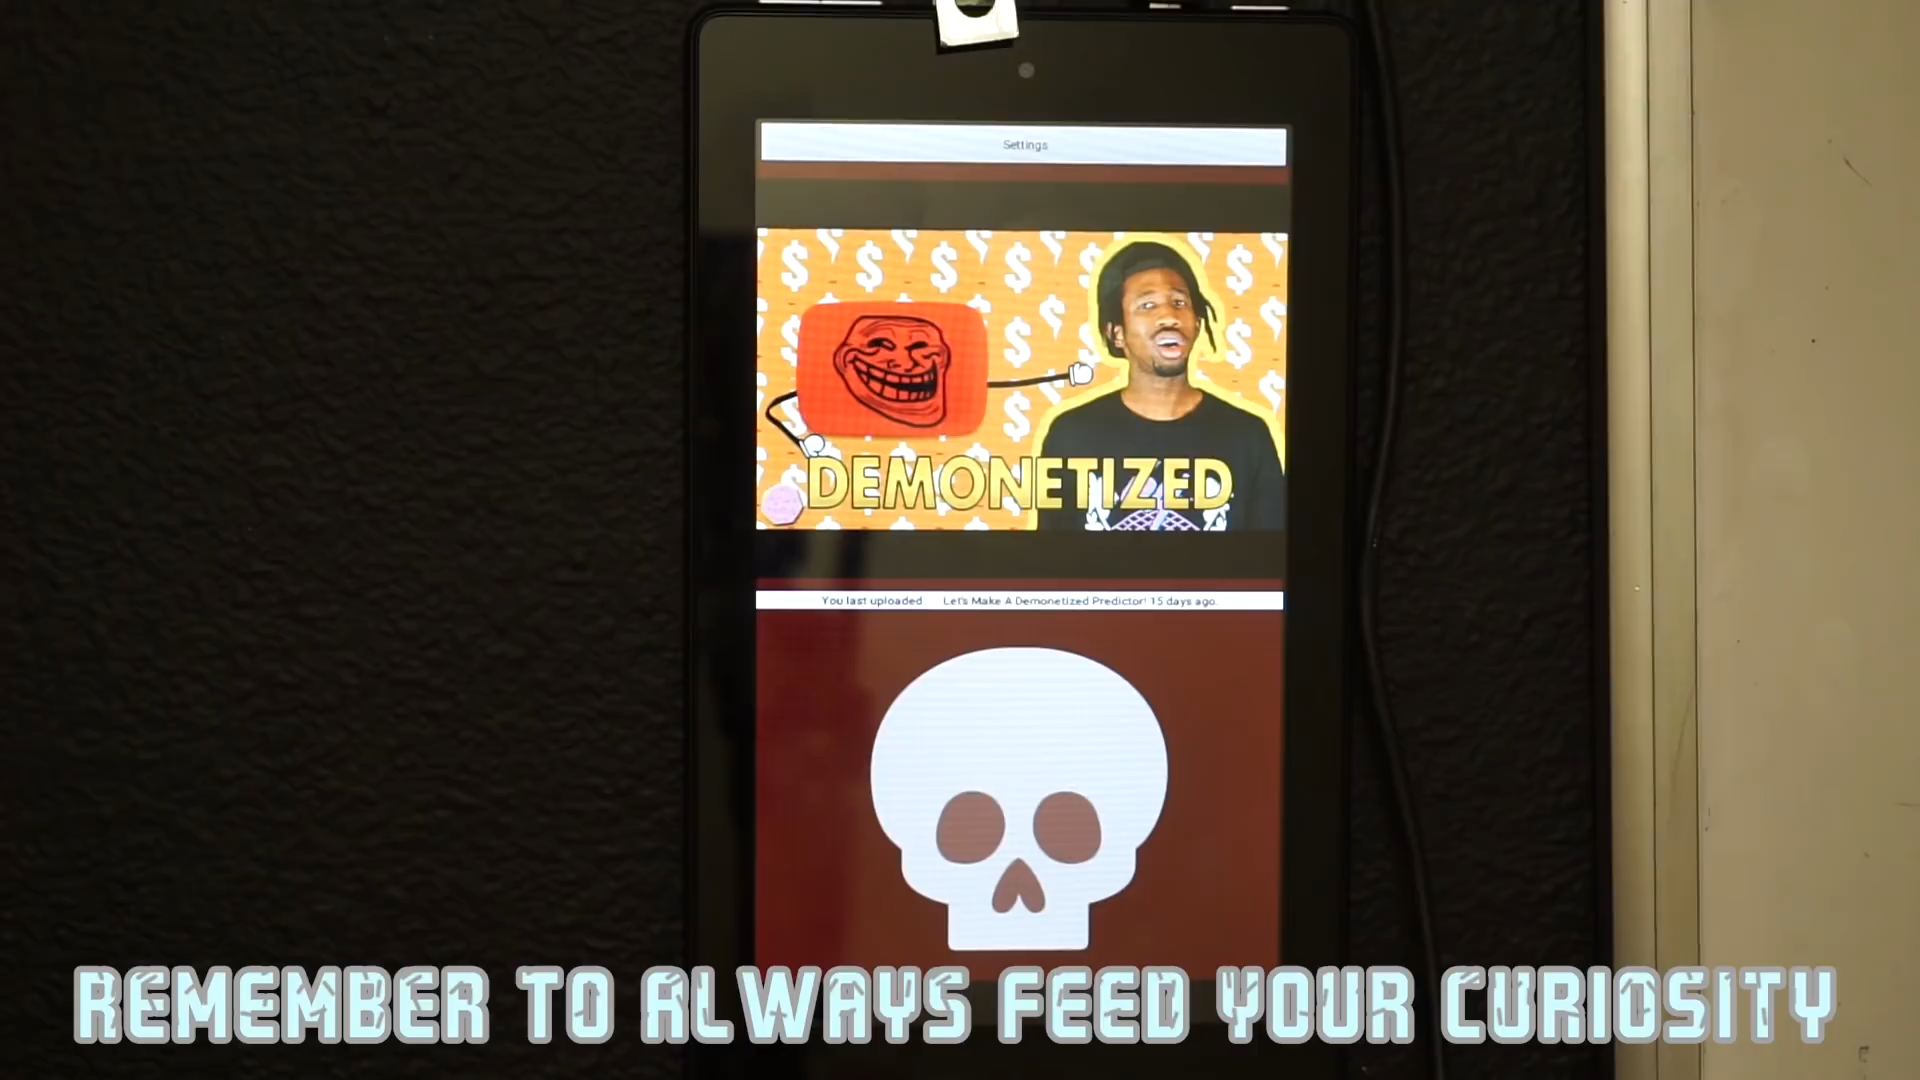 Settings
DEMONETIZED
You last uploaded Let's Make A Demonetized Predictor! 15 days ago.
REMEMBER TO ALWAYS FEED YOUR CURIOSITY